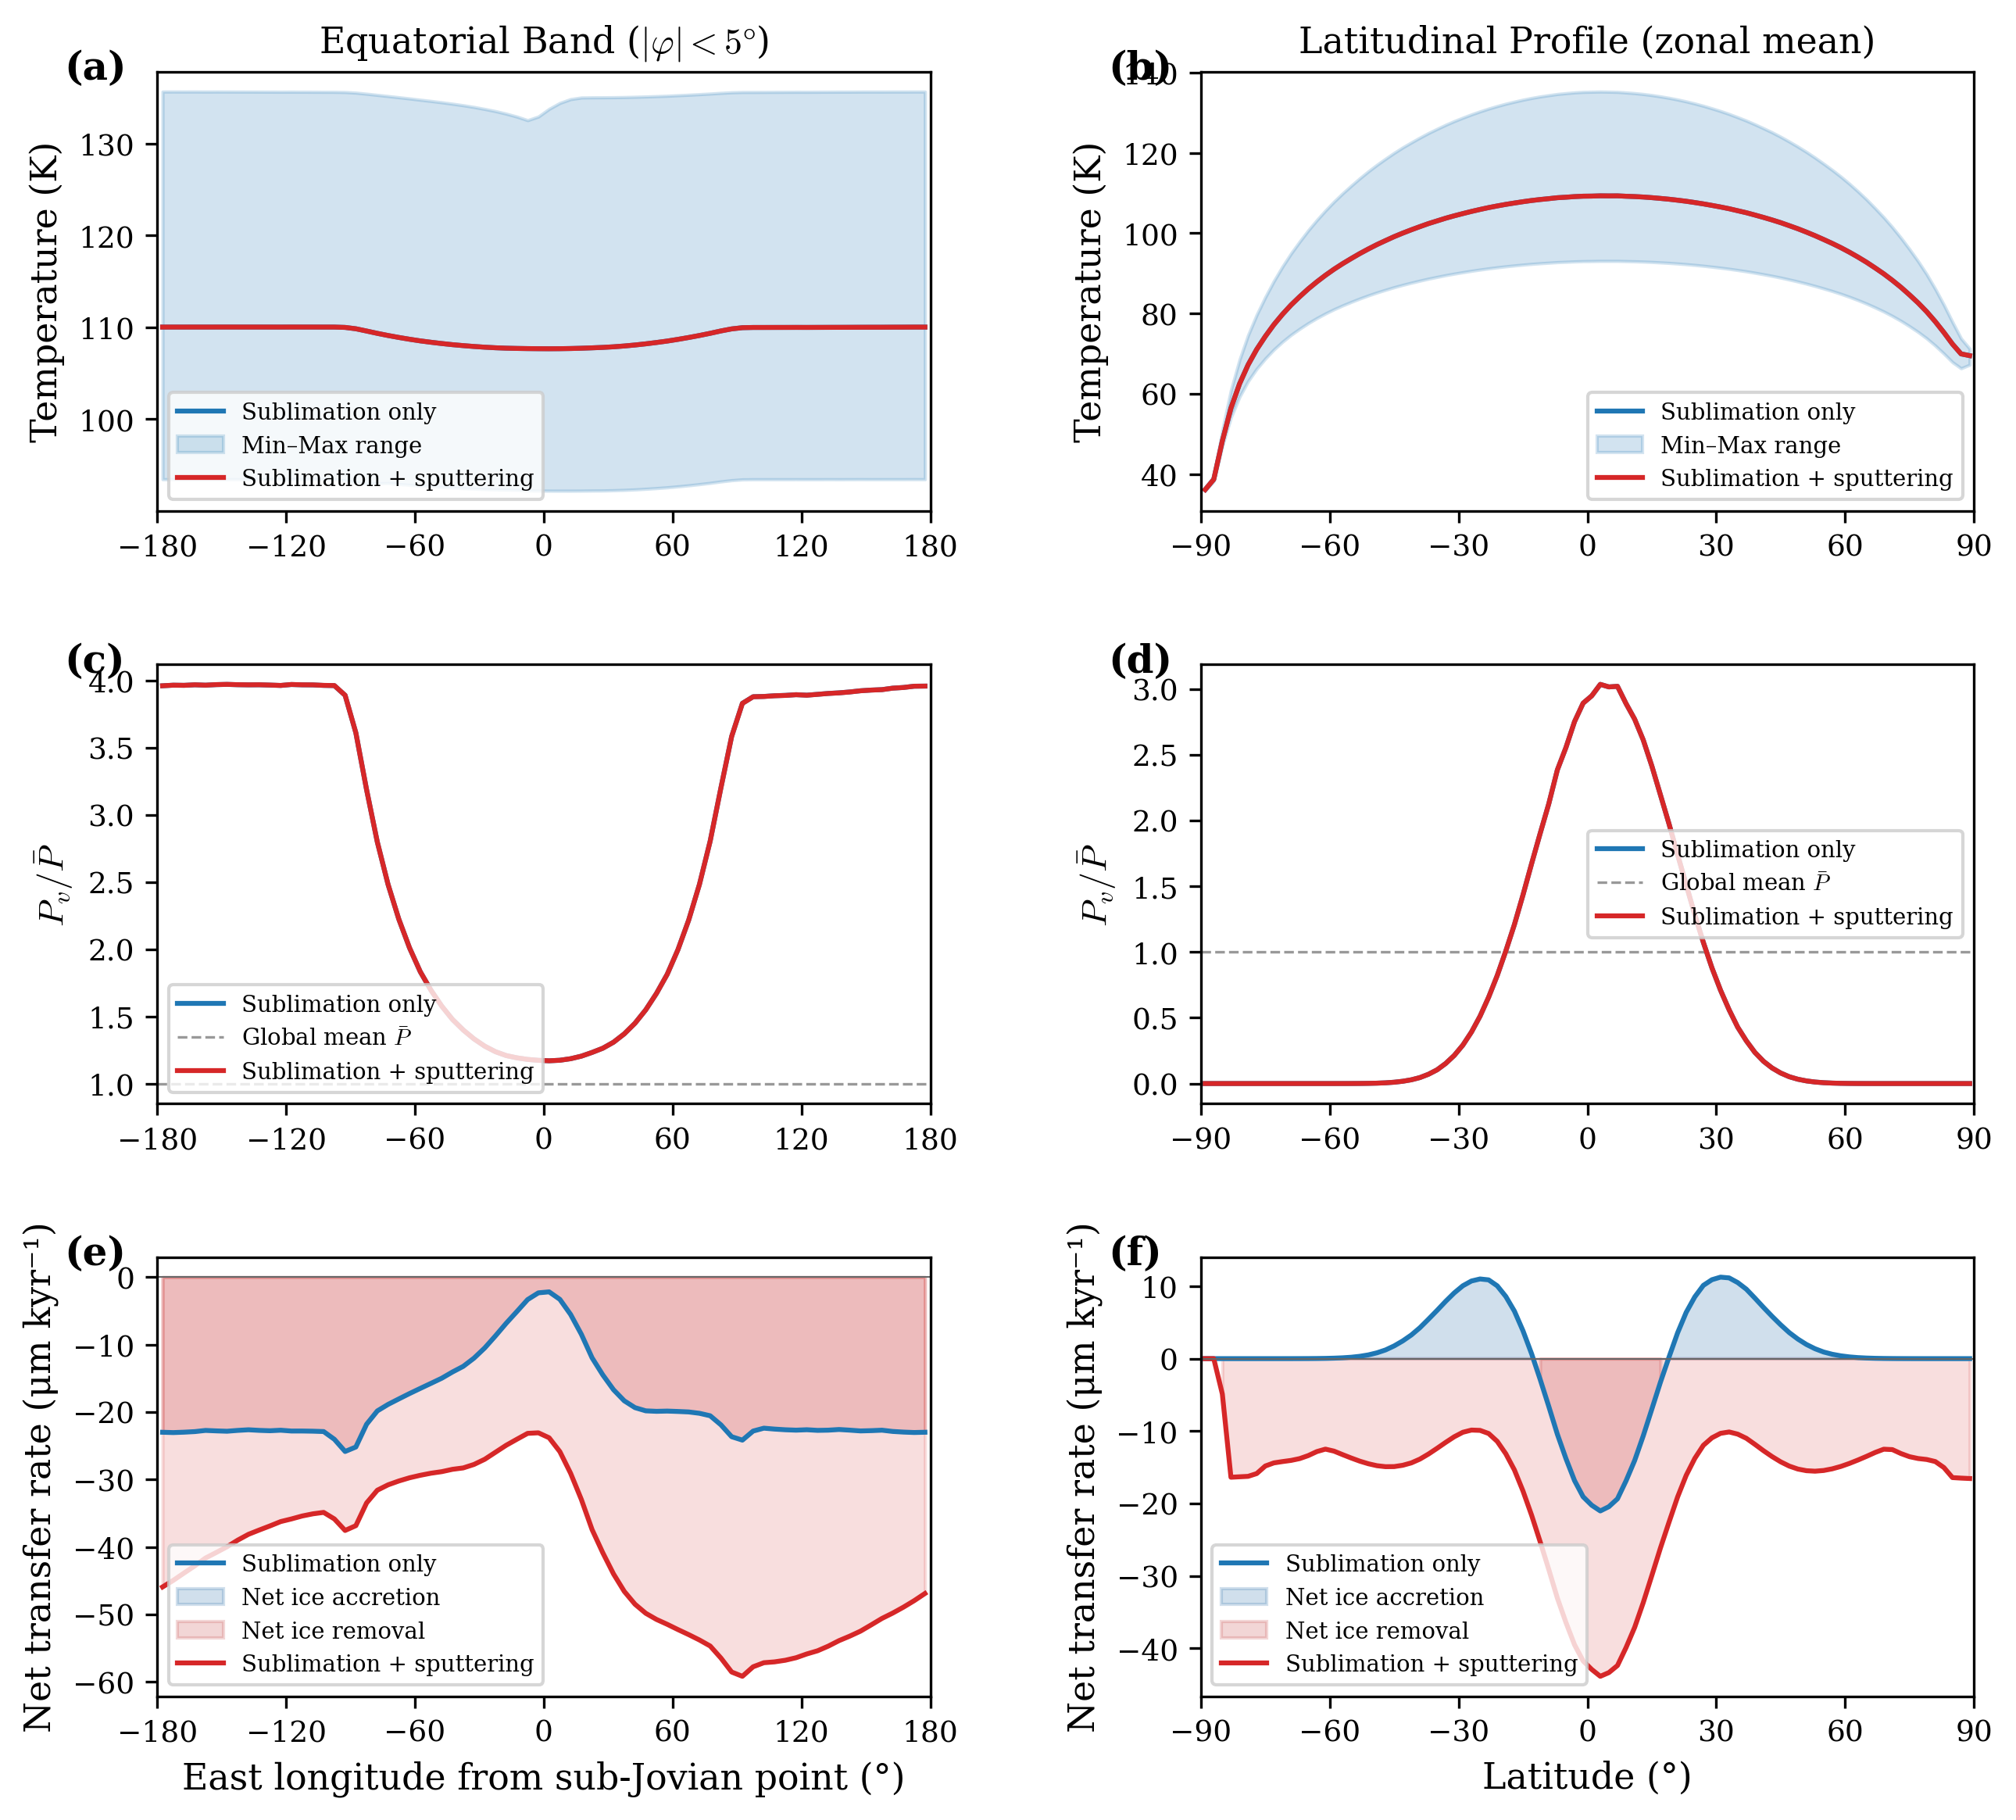 Equatorial Band (|φ| < 5°)
(a)
Temperature (K)
130
120
110
100
Sublimation only
Min–Max range
Sublimation + sputtering
−180 −120 −60 0 60 120 180
Latitudinal Profile (zonal mean)
(b)
Temperature (K)
140
120
100
80
60
40
Sublimation only
Min–Max range
Sublimation + sputtering
−90 −60 −30 0 30 60 90
(c)
P_v/P̄
4.0
3.5
3.0
2.5
2.0
1.5
1.0
Sublimation only
Global mean P̄
Sublimation + sputtering
−180 −120 −60 0 60 120 180
(d)
P_v/P̄
3.0
2.5
2.0
1.5
1.0
0.5
0.0
Sublimation only
Global mean P̄
Sublimation + sputtering
−90 −60 −30 0 30 60 90
(e)
Net transfer rate (μm kyr⁻¹)
0
−10
−20
−30
−40
−50
−60
Sublimation only
Net ice accretion
Net ice removal
Sublimation + sputtering
−180 −120 −60 0 60 120 180
East longitude from sub-Jovian point (°)
(f)
Net transfer rate (μm kyr⁻¹)
10
0
−10
−20
−30
−40
Sublimation only
Net ice accretion
Net ice removal
Sublimation + sputtering
−90 −60 −30 0 30 60 90
Latitude (°)